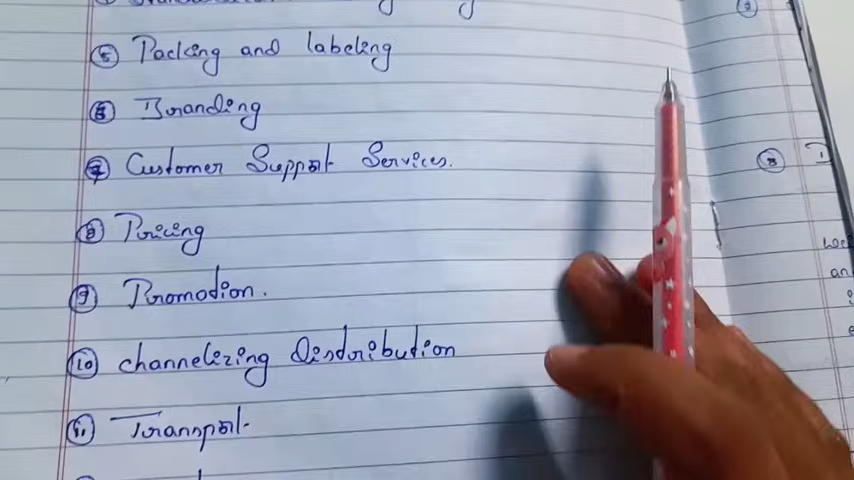 ⑤ Packing and labeling
⑥ Branding
⑦ Customer Support Services.
⑧ Pricing
⑨ Promotion.
⑩ Channelizing Distribution
⑪ Transport